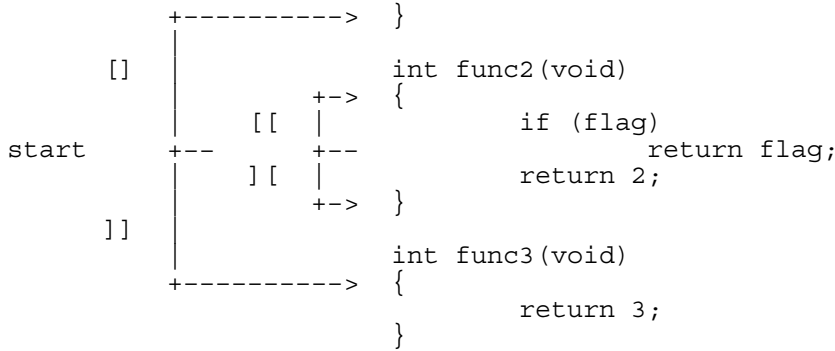 +---------->  }
              |
        []    |             int func2(void)
              |        +->  {
              |    [[  |            if (flag)
start         +--      +--                  return flag;
              |    ][  |            return 2;
              |        +->  }
        ]]    |
              |             int func3(void)
              +---------->  {
                                    return 3;
                            }